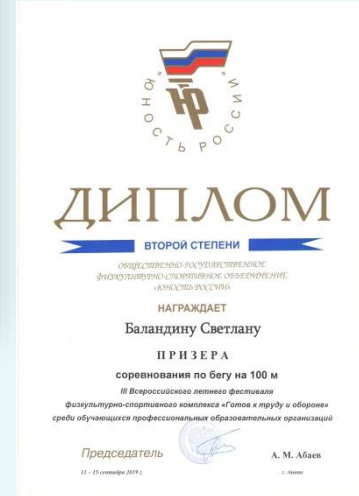 "ЮНОСТЬ РОССИИ"
ЮР
ДИПЛОМ
ВТОРОЙ СТЕПЕНИ
ОБЩЕСТВЕННО-ГОСУДАРСТВЕННОЕ
ФИЗКУЛЬТУРНО-СПОРТИВНОЕ ОБЪЕДИНЕНИЕ
«ЮНОСТЬ РОССИИ»
НАГРАЖДАЕТ
Баландину Светлану
ПРИЗЕРА
соревнования по бегу на 100 м
III Всероссийского летнего фестиваля
физкультурно-спортивного комплекса «Готов к труду и обороне»
среди обучающихся профессиональных образовательных организаций
Председатель
А. М. Абаев
11 – 15 сентября 2019 г.
г. Анапа